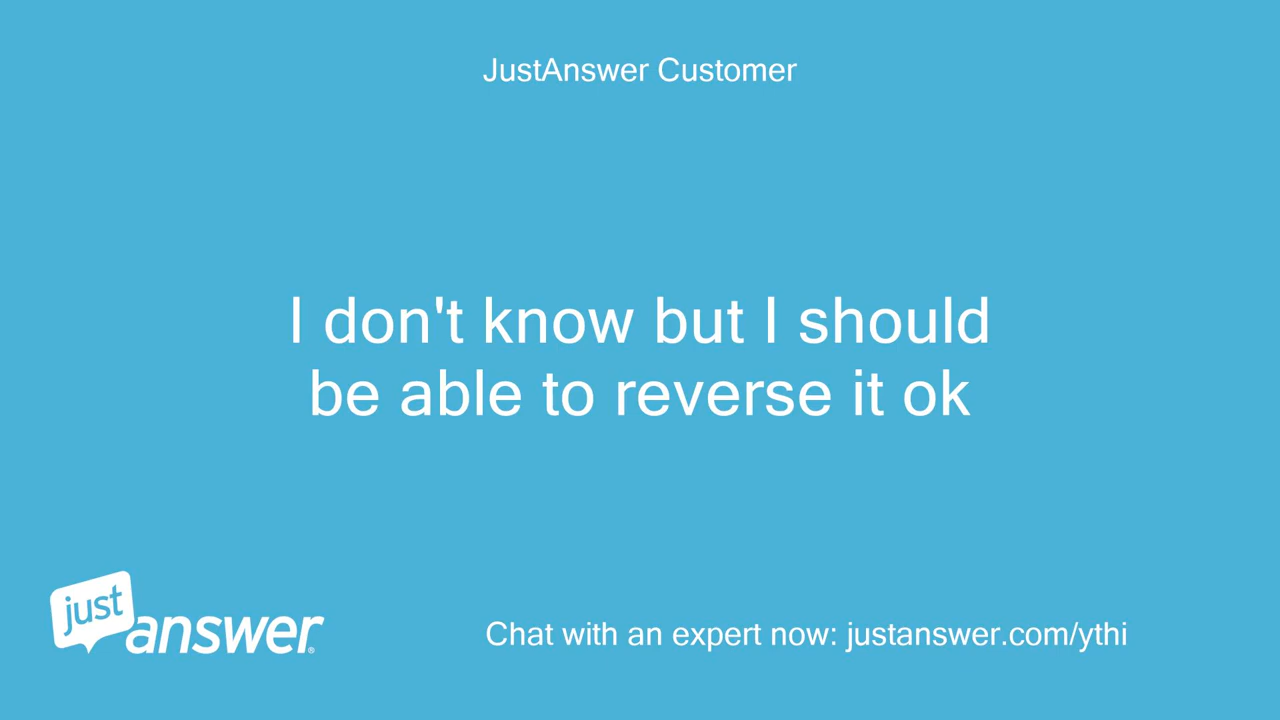 JustAnswer Customer
I don't know but I should
be able to reverse it ok
just
answer®
Chat with an expert now: justanswer.com/ythi